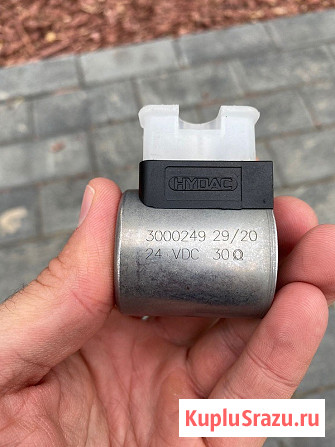 HYDAC
3000249 29/20
24 VDC 30Ω
KupluSrazu.ru